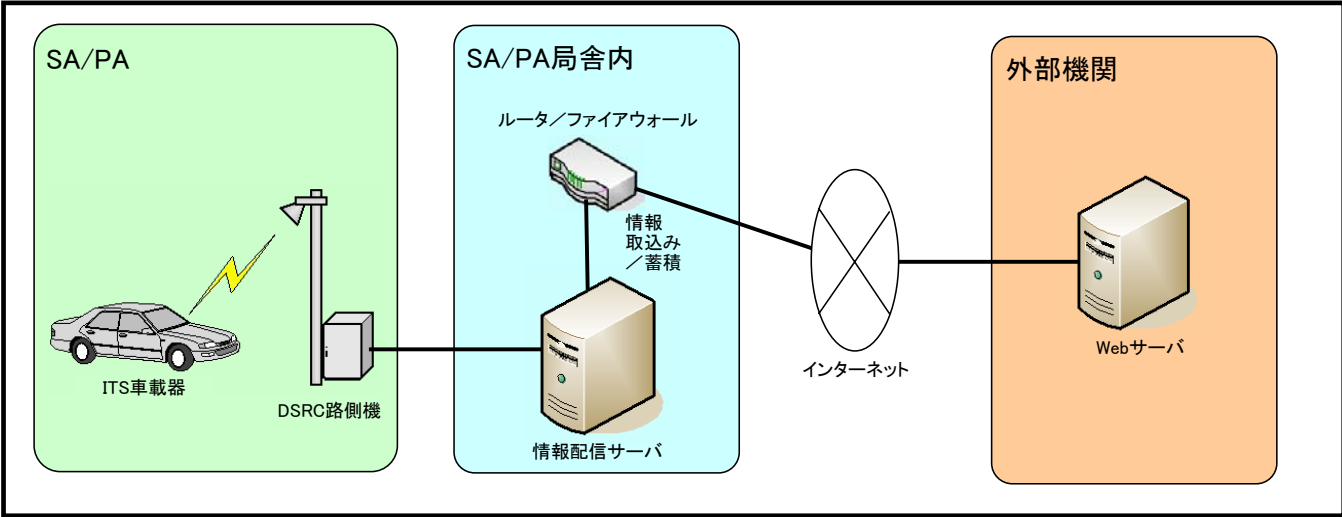 SA/PA
ITS車載器
DSRC路側機
SA/PA局舎内
ルータ／ファイアウォール
情報
取込み
／蓄積
情報配信サーバ
インターネット
外部機関
Webサーバ